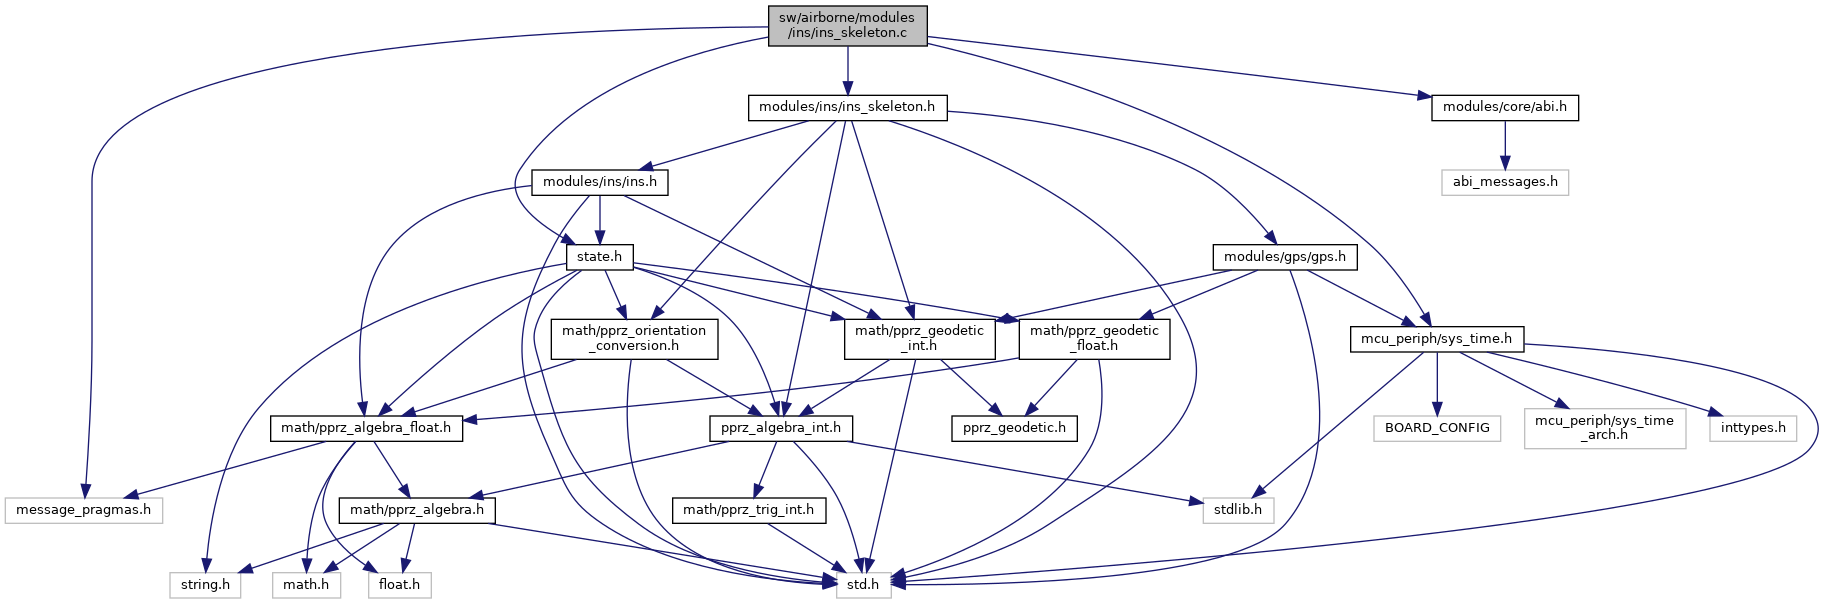 sw/airborne/modules
/ins/ins_skeleton.c
modules/ins/ins_skeleton.h
modules/core/abi.h
modules/ins/ins.h
abi_messages.h
state.h
modules/gps/gps.h
math/pprz_orientation
_conversion.h
math/pprz_geodetic
_int.h
math/pprz_geodetic
_float.h
mcu_periph/sys_time.h
math/pprz_algebra_float.h
pprz_algebra_int.h
pprz_geodetic.h
BOARD_CONFIG
mcu_periph/sys_time
_arch.h
inttypes.h
message_pragmas.h
math/pprz_algebra.h
math/pprz_trig_int.h
stdlib.h
string.h
math.h
float.h
std.h